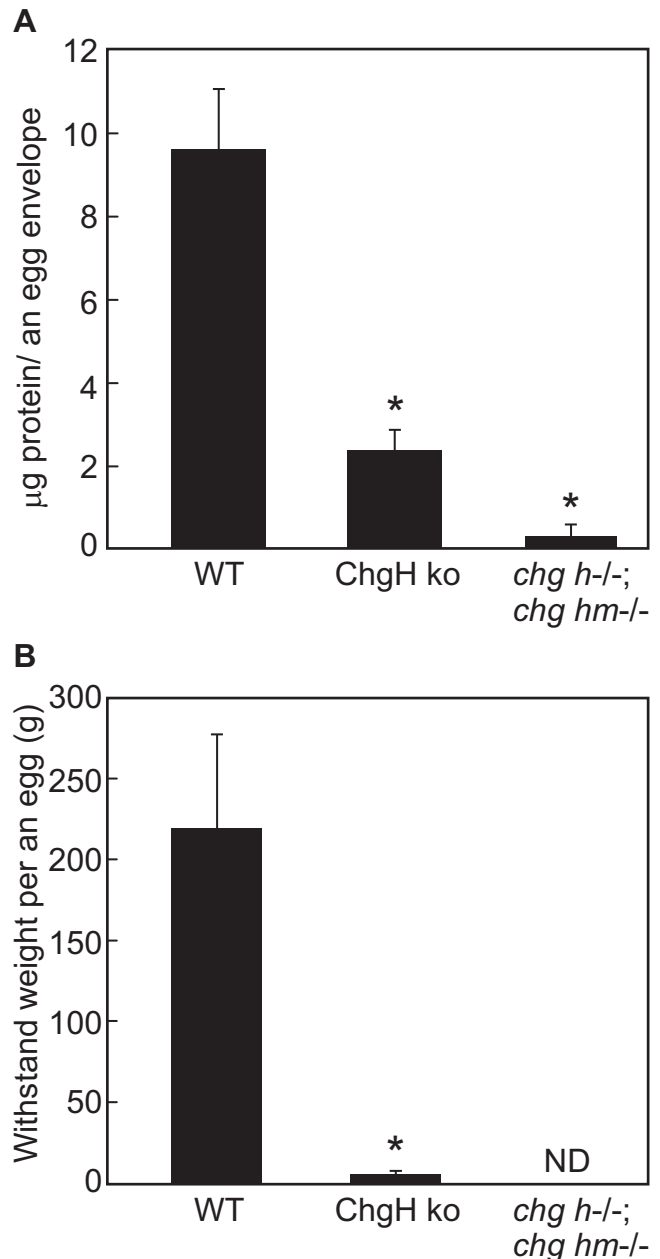 A
µg protein/ an egg envelope
12
10
8
6
4
2
0
*
*
WT
ChgH ko
chg h-/-;
chg hm-/-
B
Withstand weight per an egg (g)
300
250
200
150
100
50
0
*
ND
WT
ChgH ko
chg h-/-;
chg hm-/-